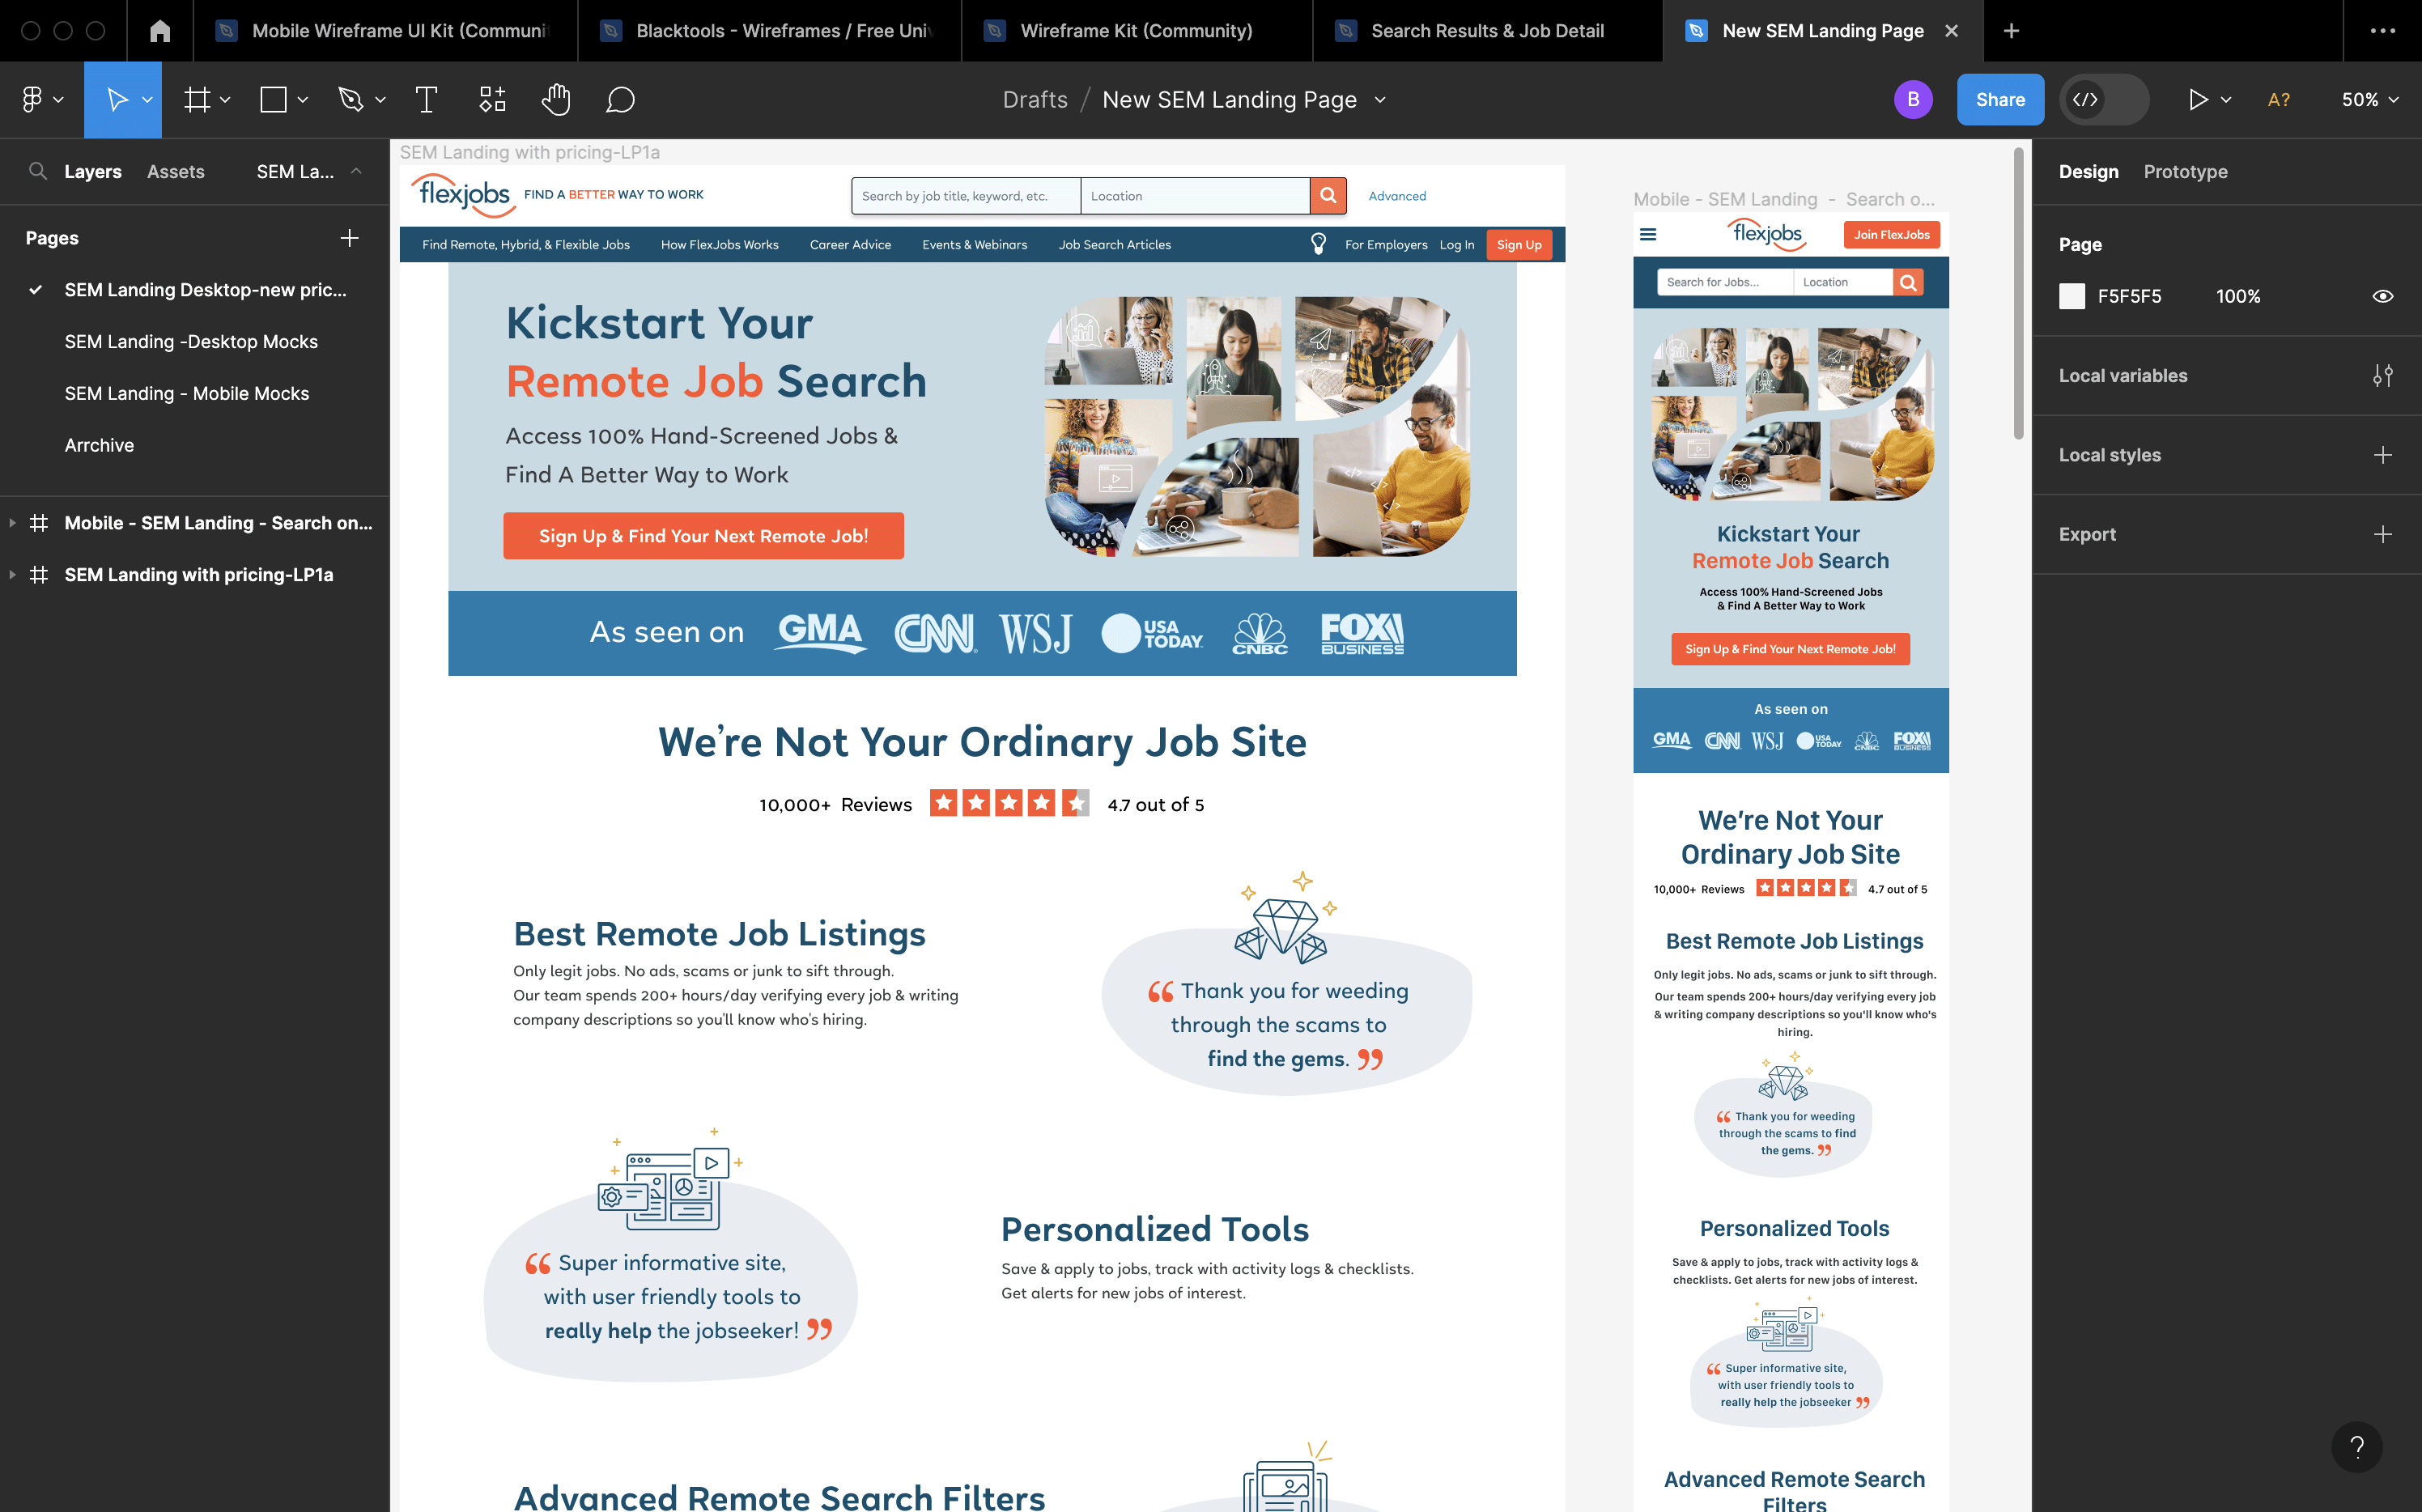 Mobile Wireframe UI Kit (Communi
Blacktools - Wireframes / Free Univ
Wireframe Kit (Community)
Search Results & Job Detail
New SEM Landing Page
Drafts / New SEM Landing Page
B
Share
A?
50%
Layers
Assets
SEM La...
Pages
SEM Landing Desktop-new pric...
SEM Landing -Desktop Mocks
SEM Landing - Mobile Mocks
Arrchive
Mobile - SEM Landing - Search on...
SEM Landing with pricing-LP1a
SEM Landing with pricing-LP1a
flexjobs FIND A BETTER WAY TO WORK
Search by job title, keyword, etc.
Location
Advanced
Find Remote, Hybrid, & Flexible Jobs
How FlexJobs Works
Career Advice
Events & Webinars
Job Search Articles
For Employers
Log In
Sign Up
Kickstart Your
Remote Job Search
Access 100% Hand-Screened Jobs &
Find A Better Way to Work
Sign Up & Find Your Next Remote Job!
As seen on
GMA
CNN
WSJ
USA
TODAY
CNBC
FOX
BUSINESS
We're Not Your Ordinary Job Site
10,000+ Reviews
4.7 out of 5
Best Remote Job Listings
Only legit jobs. No ads, scams or junk to sift through.
Our team spends 200+ hours/day verifying every job & writing
company descriptions so you'll know who's hiring.
“ Thank you for weeding
through the scams to
find the gems. ”
“ Super informative site,
with user friendly tools to
really help the jobseeker! ”
Personalized Tools
Save & apply to jobs, track with activity logs & checklists.
Get alerts for new jobs of interest.
Advanced Remote Search Filters
Mobile - SEM Landing - Search o...
flexjobs
Join FlexJobs
Search for Jobs...
Location
Kickstart Your
Remote Job Search
Access 100% Hand-Screened Jobs
& Find A Better Way to Work
Sign Up & Find Your Next Remote Job!
As seen on
GMA
CNN
WSJ
USA
TODAY
CNBC
FOX
BUSINESS
We're Not Your
Ordinary Job Site
10,000+ Reviews
4.7 out of 5
Best Remote Job Listings
Only legit jobs. No ads, scams or junk to sift through.
Our team spends 200+ hours/day verifying every job
& writing company descriptions so you'll know who's
hiring.
“ Thank you for weeding
through the scams to find
the gems. ”
Personalized Tools
Save & apply to jobs, track with activity logs &
checklists. Get alerts for new jobs of interest.
“ Super informative site,
with user friendly tools to
really help the jobseeker ”
Advanced Remote Search
Filters
Design
Prototype
Page
F5F5F5
100%
Local variables
Local styles
Export
?